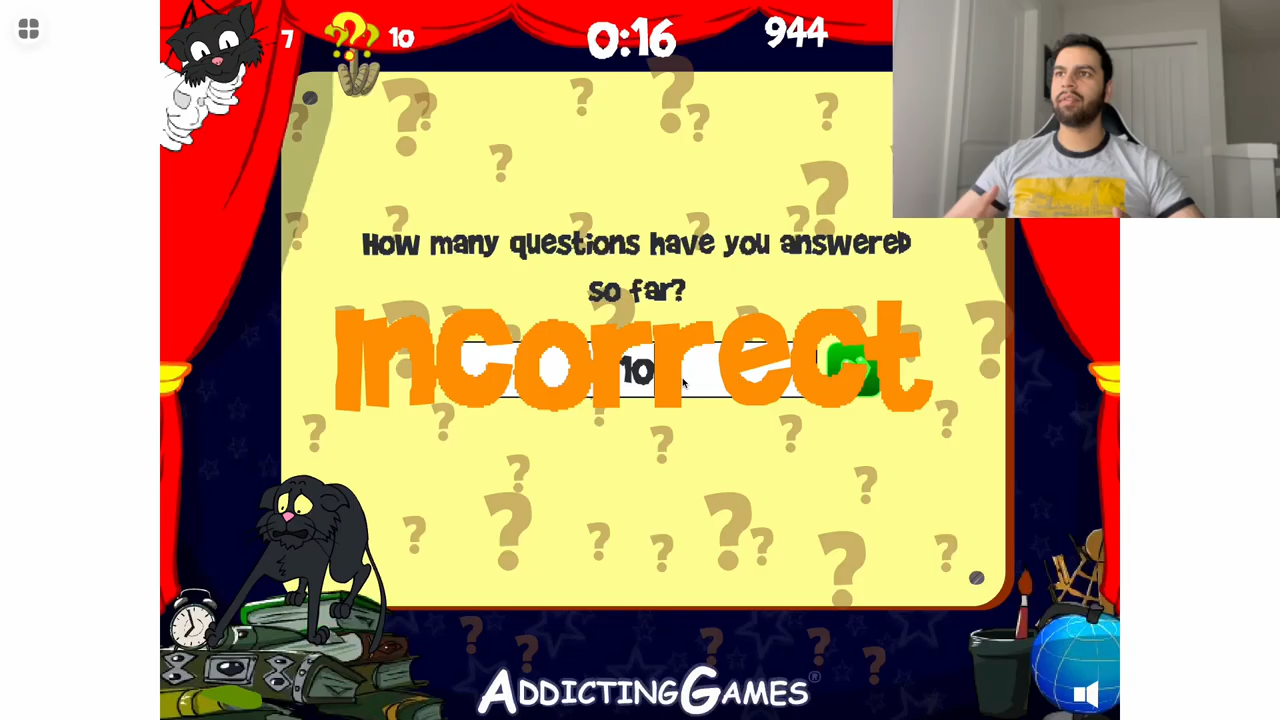 7
10
0:16
944
How many questions have you answered
so far?
Incorrect
10
ADDICTINGGAMES®